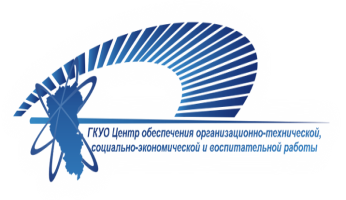 ГКУО Центр обеспечения организационно-технической,
социально-экономической и воспитательной работы